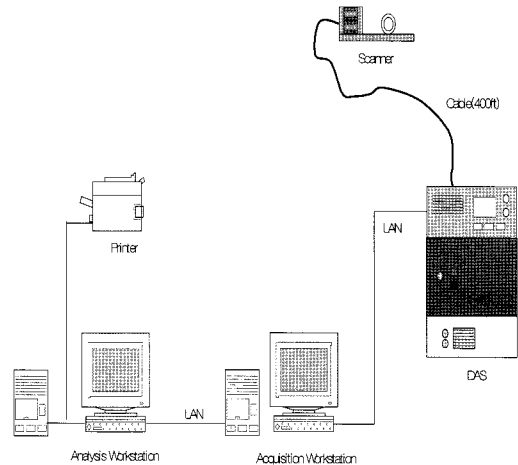 Scanner
Cable(400ft)
LAN
Printer
DAS
LAN
Analysis Workstation
Acquisition Workstation